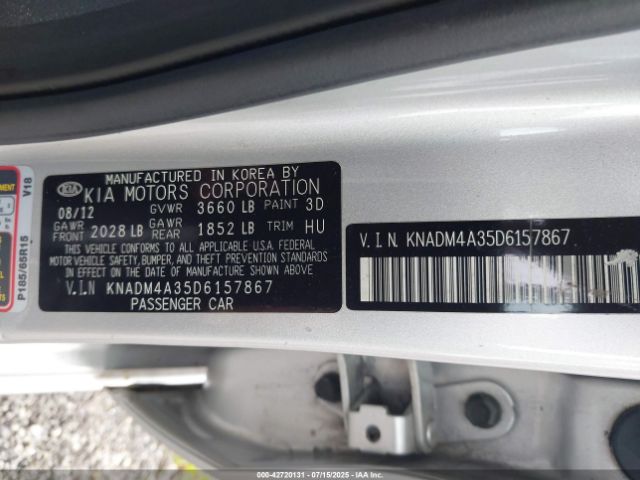 MANUFACTURED IN KOREA BY
KIA KIA MOTORS CORPORATION
08/12 GVWR 3660 LB PAINT 3D
GAWR FRONT 2028 LB GAWR REAR 1852 LB TRIM HU
THIS VEHICLE CONFORMS TO ALL APPLICABLE FEDERAL
MOTOR VEHICLE SAFETY, BUMPER, AND THEFT PREVENTION STANDARDS
IN EFFECT ON THE DATE OF MANUFACTURE SHOWN ABOVE.
V.I.N KNADM4A35D6157867
PASSENGER CAR
V.I.N. KNADM4A35D6157867
P185/65R15 V18
000-42720131 - 07/15/2025 - COPYRIGHT IAA, LLC.